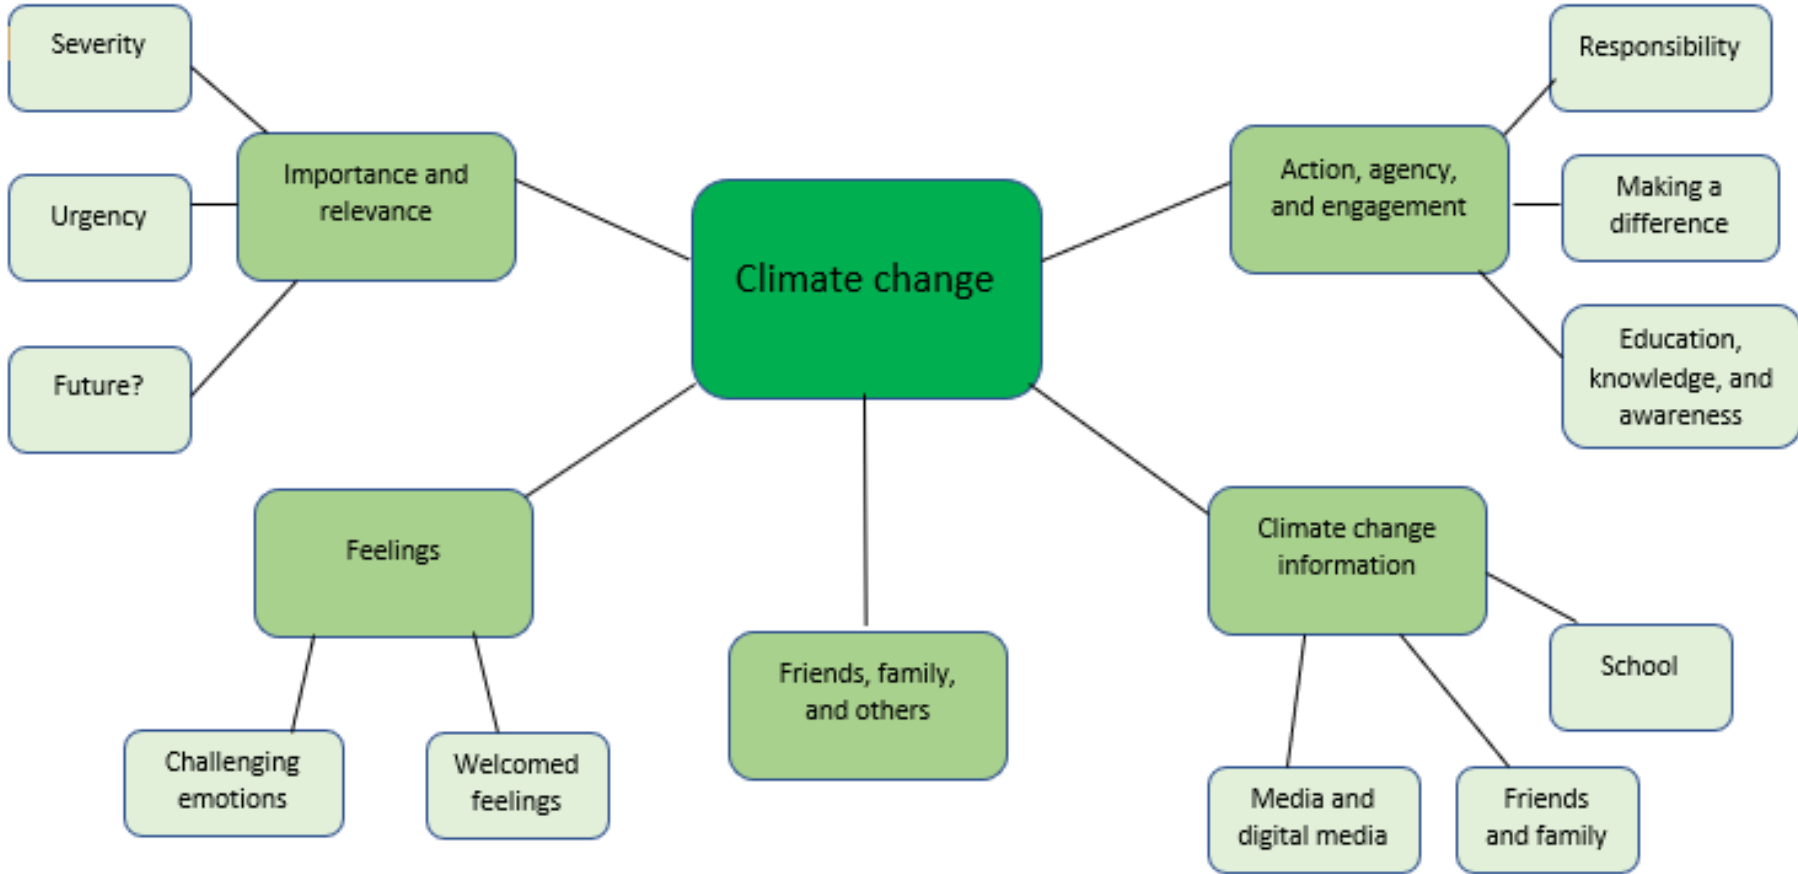 Severity
Urgency
Future?
Importance and
relevance
Climate change
Action, agency,
and engagement
Responsibility
Making a
difference
Education,
knowledge, and
awareness
Feelings
Challenging
emotions
Welcomed
feelings
Friends, family,
and others
Climate change
information
School
Media and
digital media
Friends
and family